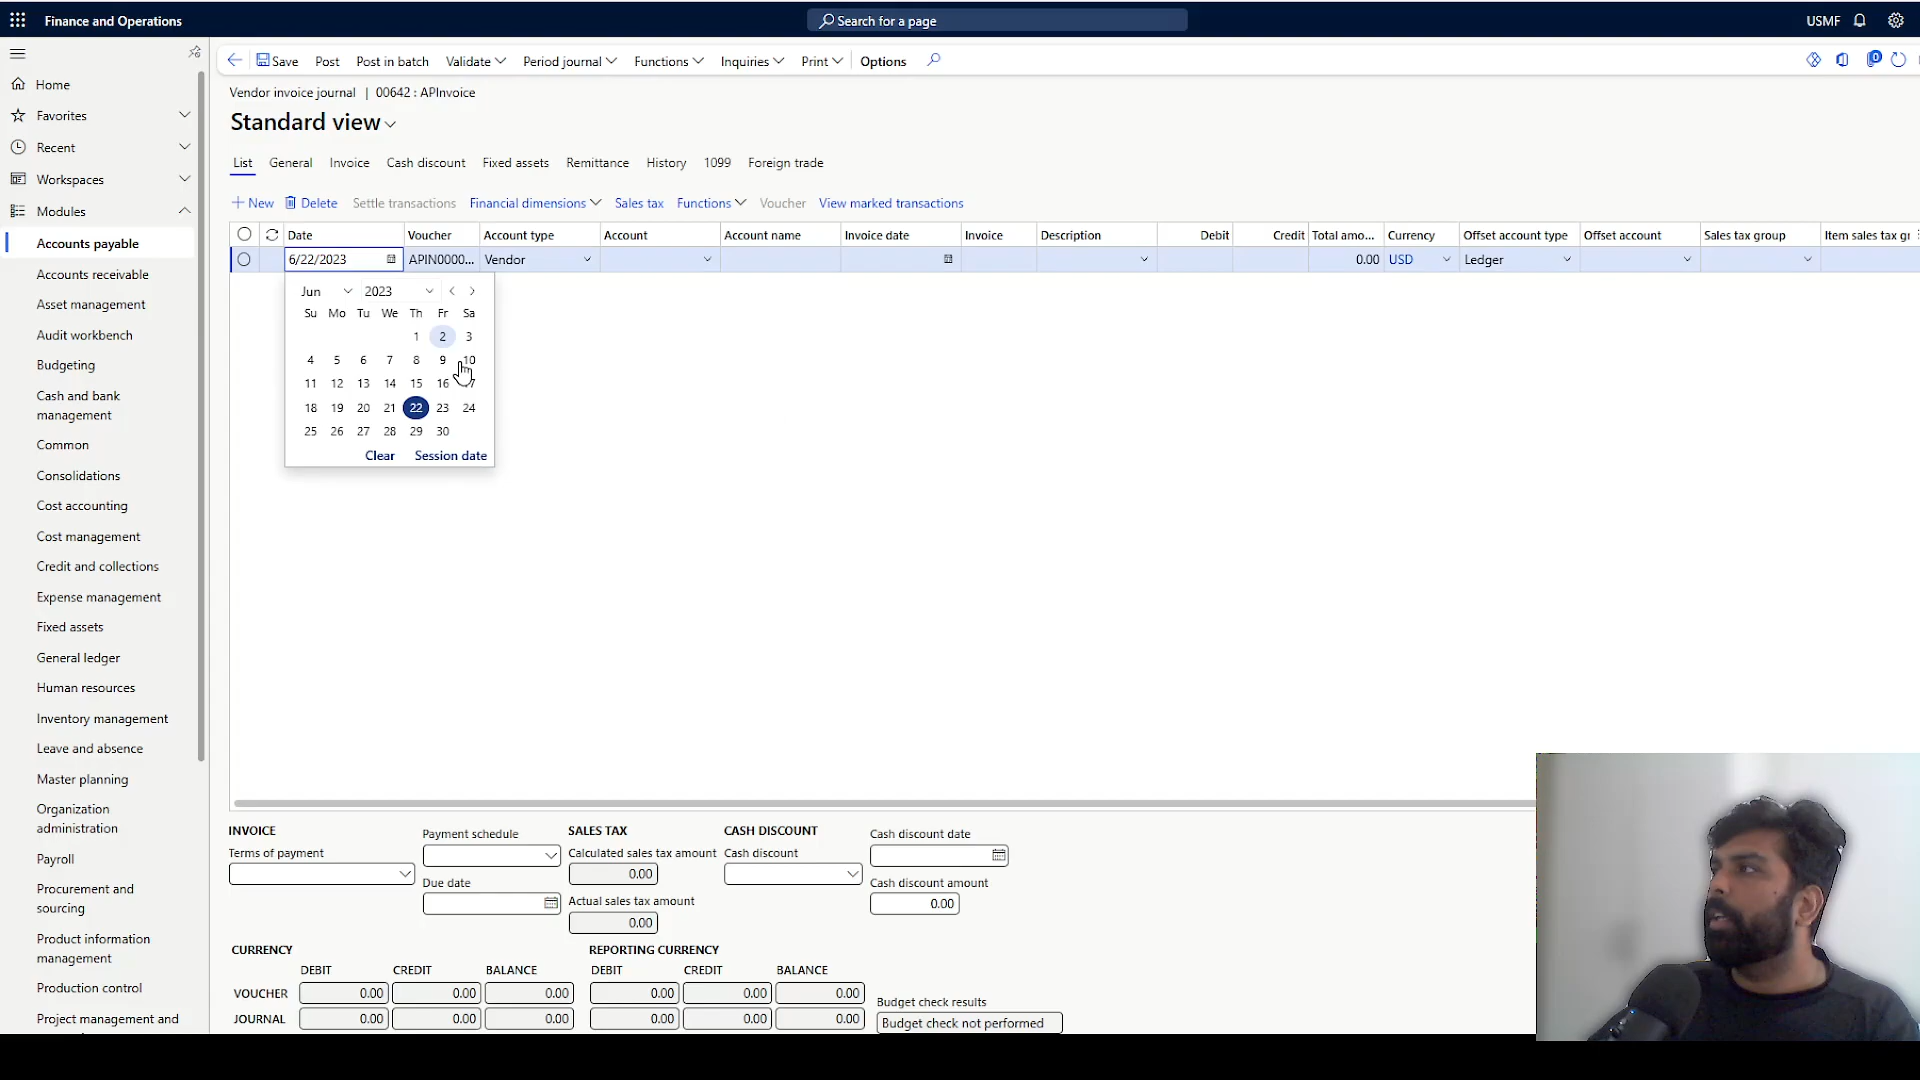 Finance and Operations
Search for a page
USMF
Home
Favorites
Recent
Workspaces
Modules
Accounts payable
Accounts receivable
Asset management
Audit workbench
Budgeting
Cash and bank
management
Common
Consolidations
Cost accounting
Cost management
Credit and collections
Expense management
Fixed assets
General ledger
Human resources
Inventory management
Leave and absence
Master planning
Organization
administration
Payroll
Procurement and
sourcing
Product information
management
Production control
Project management and
Save Post Post in batch Validate Period journal Functions Inquiries Print Options
0
Vendor invoice journal | 00642 : APInvoice
Standard view
List General Invoice Cash discount Fixed assets Remittance History 1099 Foreign trade
New Delete Settle transactions Financial dimensions Sales tax Functions Voucher View marked transactions
Date Voucher Account type Account Account name Invoice date Invoice Description Debit Credit Total amo... Currency Offset account type Offset account Sales tax group Item sales tax gr
6/22/2023 APIN0000... Vendor 0.00 USD Ledger
Jun 2023
Su Mo Tu We Th Fr Sa
1 2 3
4 5 6 7 8 9 10
11 12 13 14 15 16 17
18 19 20 21 22 23 24
25 26 27 28 29 30
Clear Session date
INVOICE
Terms of payment
Payment schedule
Due date
SALES TAX
Calculated sales tax amount
0.00
Actual sales tax amount
0.00
CASH DISCOUNT
Cash discount
Cash discount date
Cash discount amount
0.00
CURRENCY REPORTING CURRENCY
DEBIT CREDIT BALANCE DEBIT CREDIT BALANCE
VOUCHER 0.00 0.00 0.00 0.00 0.00 0.00
JOURNAL 0.00 0.00 0.00 0.00 0.00 0.00
Budget check results
Budget check not performed